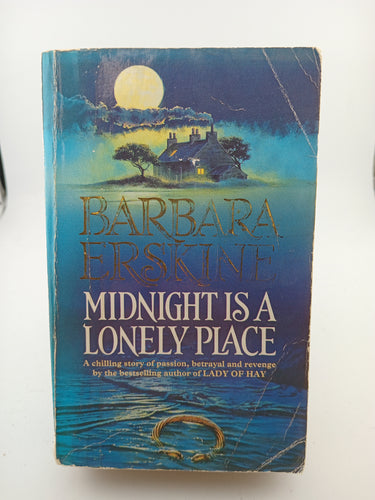 BARBARA
ERSKINE
MIDNIGHT IS A
LONELY PLACE
A chilling story of passion, betrayal and revenge
by the bestselling author of LADY OF HAY